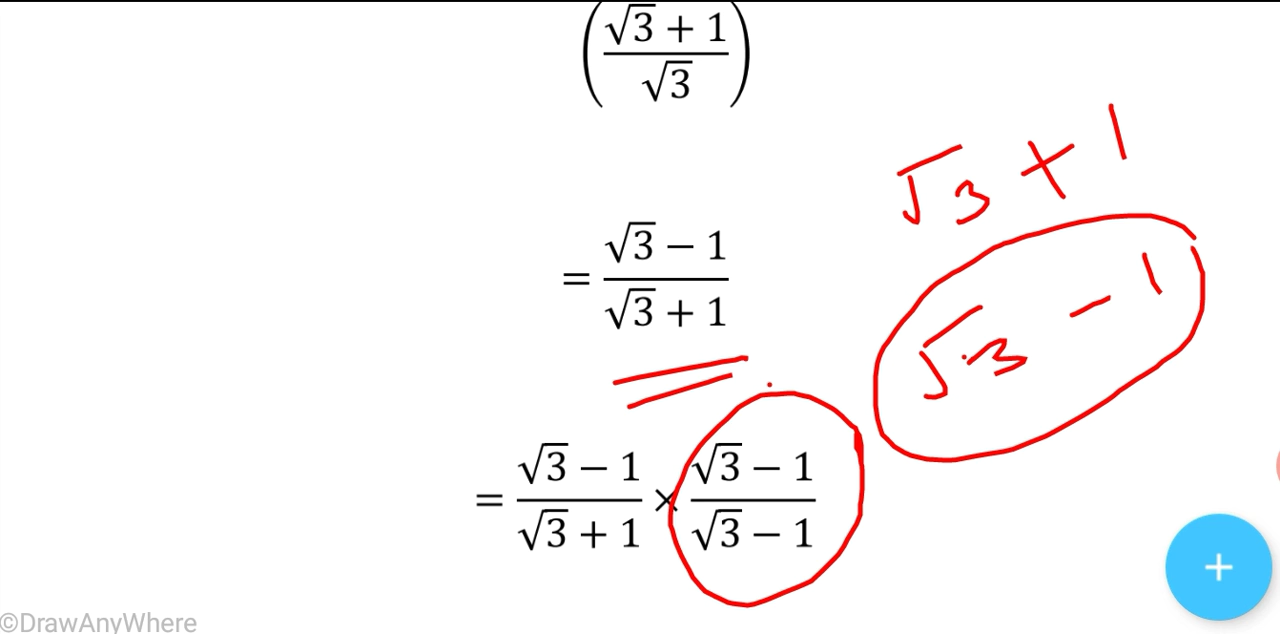 (√3 + 1 / √3)
√3 + 1
= √3 − 1 / √3 + 1
√3 − 1
= √3 − 1 / √3 + 1 × √3 − 1 / √3 − 1
+
©DrawAnyWhere